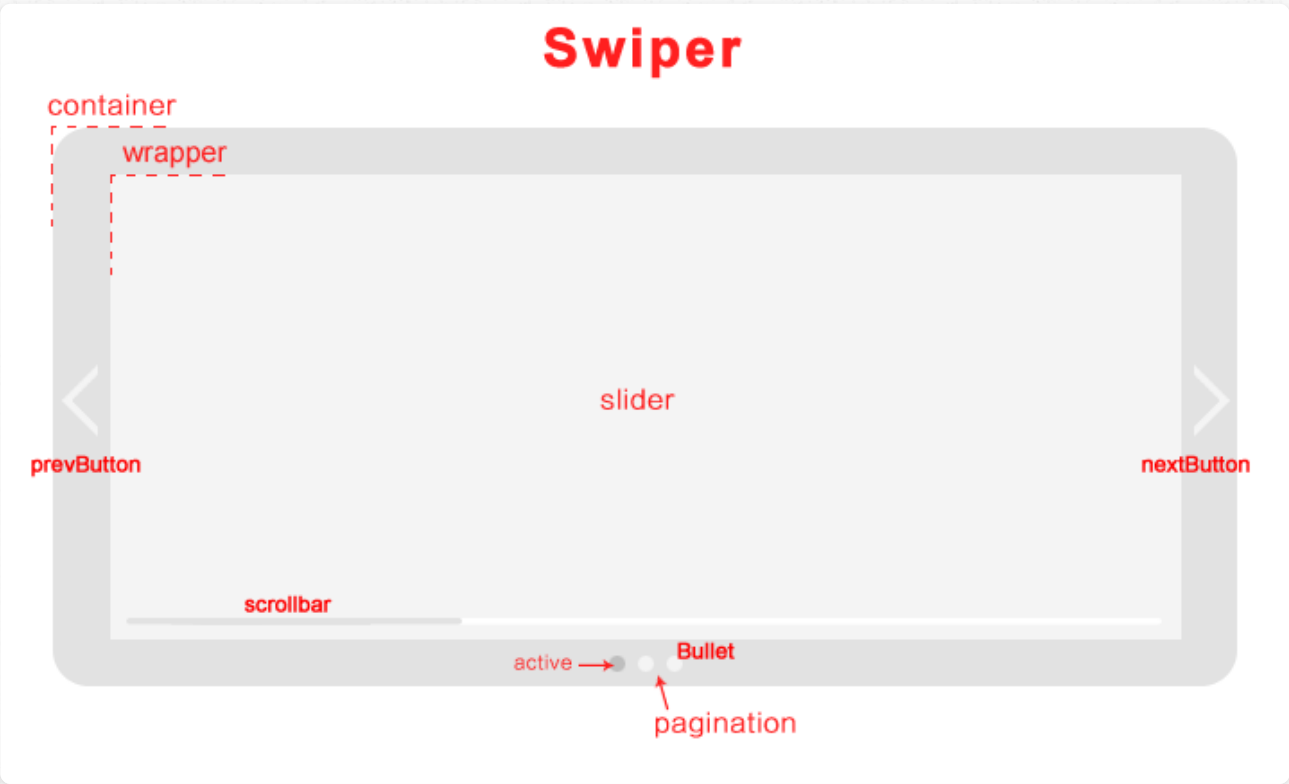 Swiper
container
wrapper
slider
prevButton
nextButton
scrollbar
Bullet
active
pagination